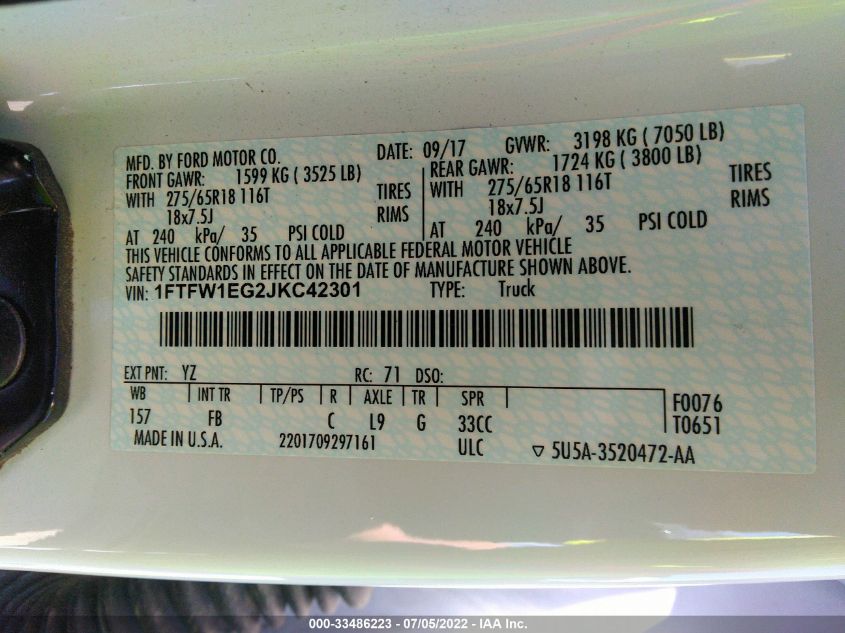 MFD. BY FORD MOTOR CO. DATE: 09/17 GVWR: 3198 KG ( 7050 LB)
FRONT GAWR: 1599 KG ( 3525 LB) REAR GAWR: 1724 KG ( 3800 LB)
WITH 275/65R18 116T TIRES WITH 275/65R18 116T TIRES
18x7.5J RIMS 18x7.5J RIMS
AT 240 kPa/ 35 PSI COLD AT 240 kPa/ 35 PSI COLD
THIS VEHICLE CONFORMS TO ALL APPLICABLE FEDERAL MOTOR VEHICLE
SAFETY STANDARDS IN EFFECT ON THE DATE OF MANUFACTURE SHOWN ABOVE.
VIN: 1FTFW1EG2JKC42301 TYPE: Truck
EXT PNT: YZ RC: 71 DSO:
WB INT TR TP/PS R AXLE TR SPR F0076
157 FB C L9 G 33CC T0651
MADE IN U.S.A. 2201709297161 ULC ▽ 5U5A-3520472-AA
000-33486223 - 07/05/2022 - IAA Inc.